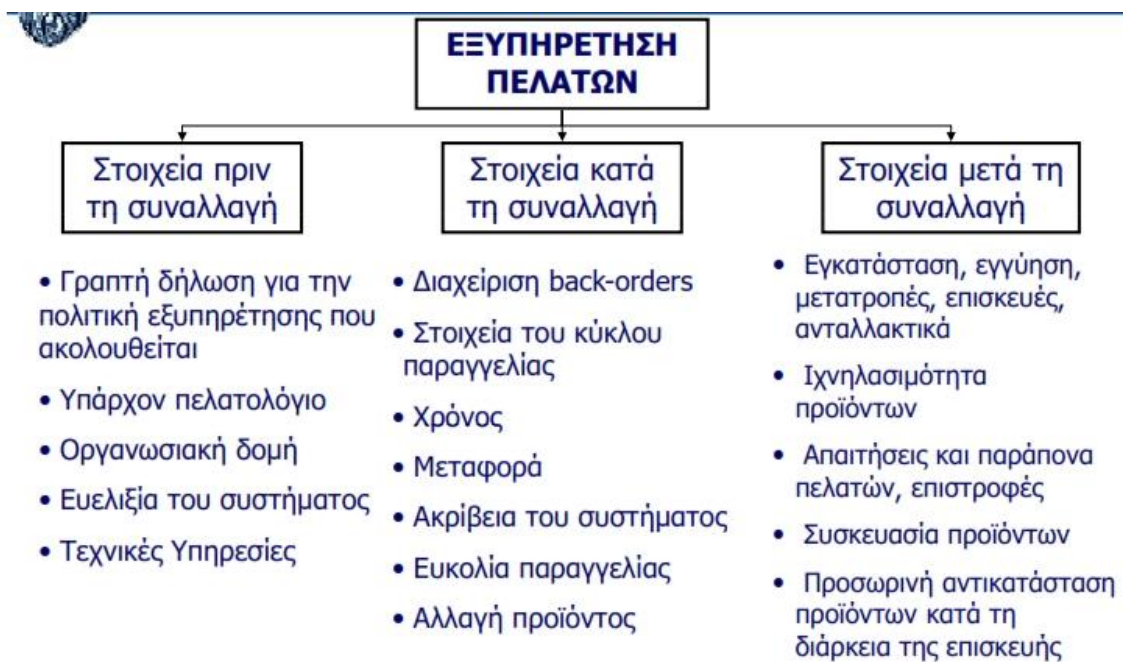 ΕΞΥΠΗΡΕΤΗΣΗ
ΠΕΛΑΤΩΝ
Στοιχεία πριν
τη συναλλαγή
• Γραπτή δήλωση για την
πολιτική εξυπηρέτησης που
ακολουθείται
• Υπάρχον πελατολόγιο
• Οργανωσιακή δομή
• Ευελιξία του συστήματος
• Τεχνικές Υπηρεσίες
Στοιχεία κατά
τη συναλλαγή
• Διαχείριση back-orders
• Στοιχεία του κύκλου
παραγγελίας
• Χρόνος
• Μεταφορά
• Ακρίβεια του συστήματος
• Ευκολία παραγγελίας
• Αλλαγή προϊόντος
Στοιχεία μετά τη
συναλλαγή
• Εγκατάσταση, εγγύηση,
μετατροπές, επισκευές,
ανταλλακτικά
• Ιχνηλασιμότητα
προϊόντων
• Απαιτήσεις και παράπονα
πελατών, επιστροφές
• Συσκευασία προϊόντων
• Προσωρινή αντικατάσταση
προϊόντων κατά τη
διάρκεια της επισκευής